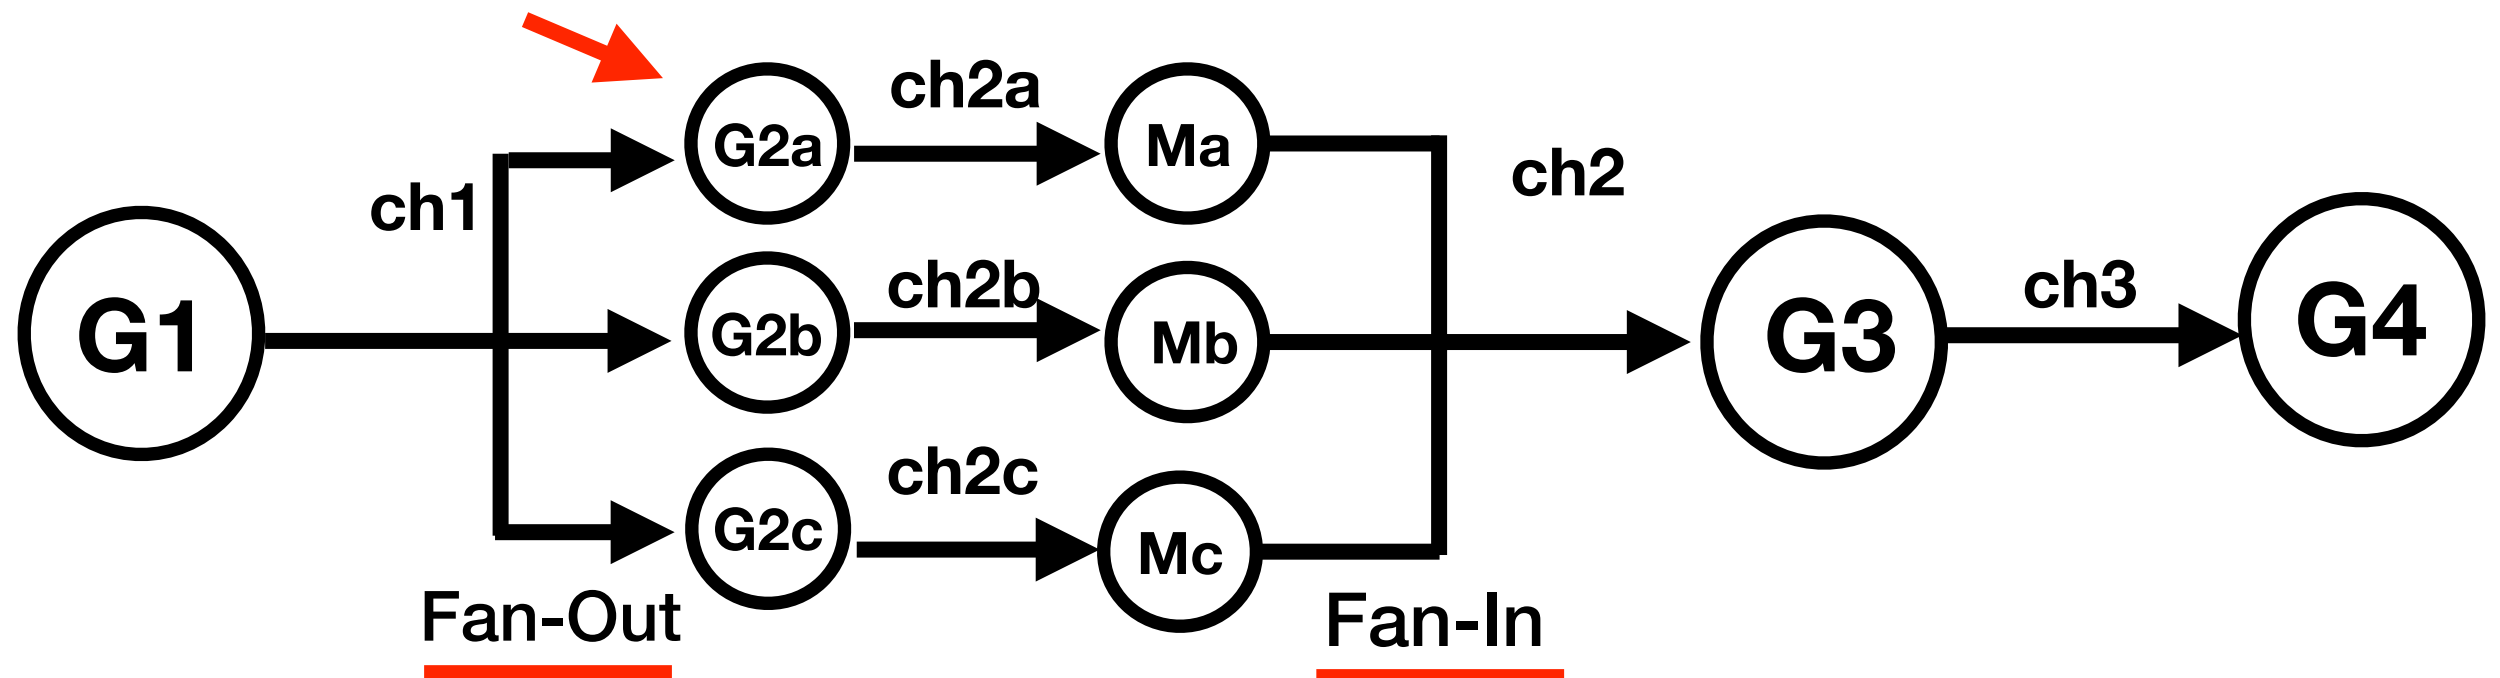 G1
ch1
G2a
ch2a
Ma
G2b
ch2b
Mb
G2c
ch2c
Mc
ch2
G3
ch3
G4
Fan-Out
Fan-In